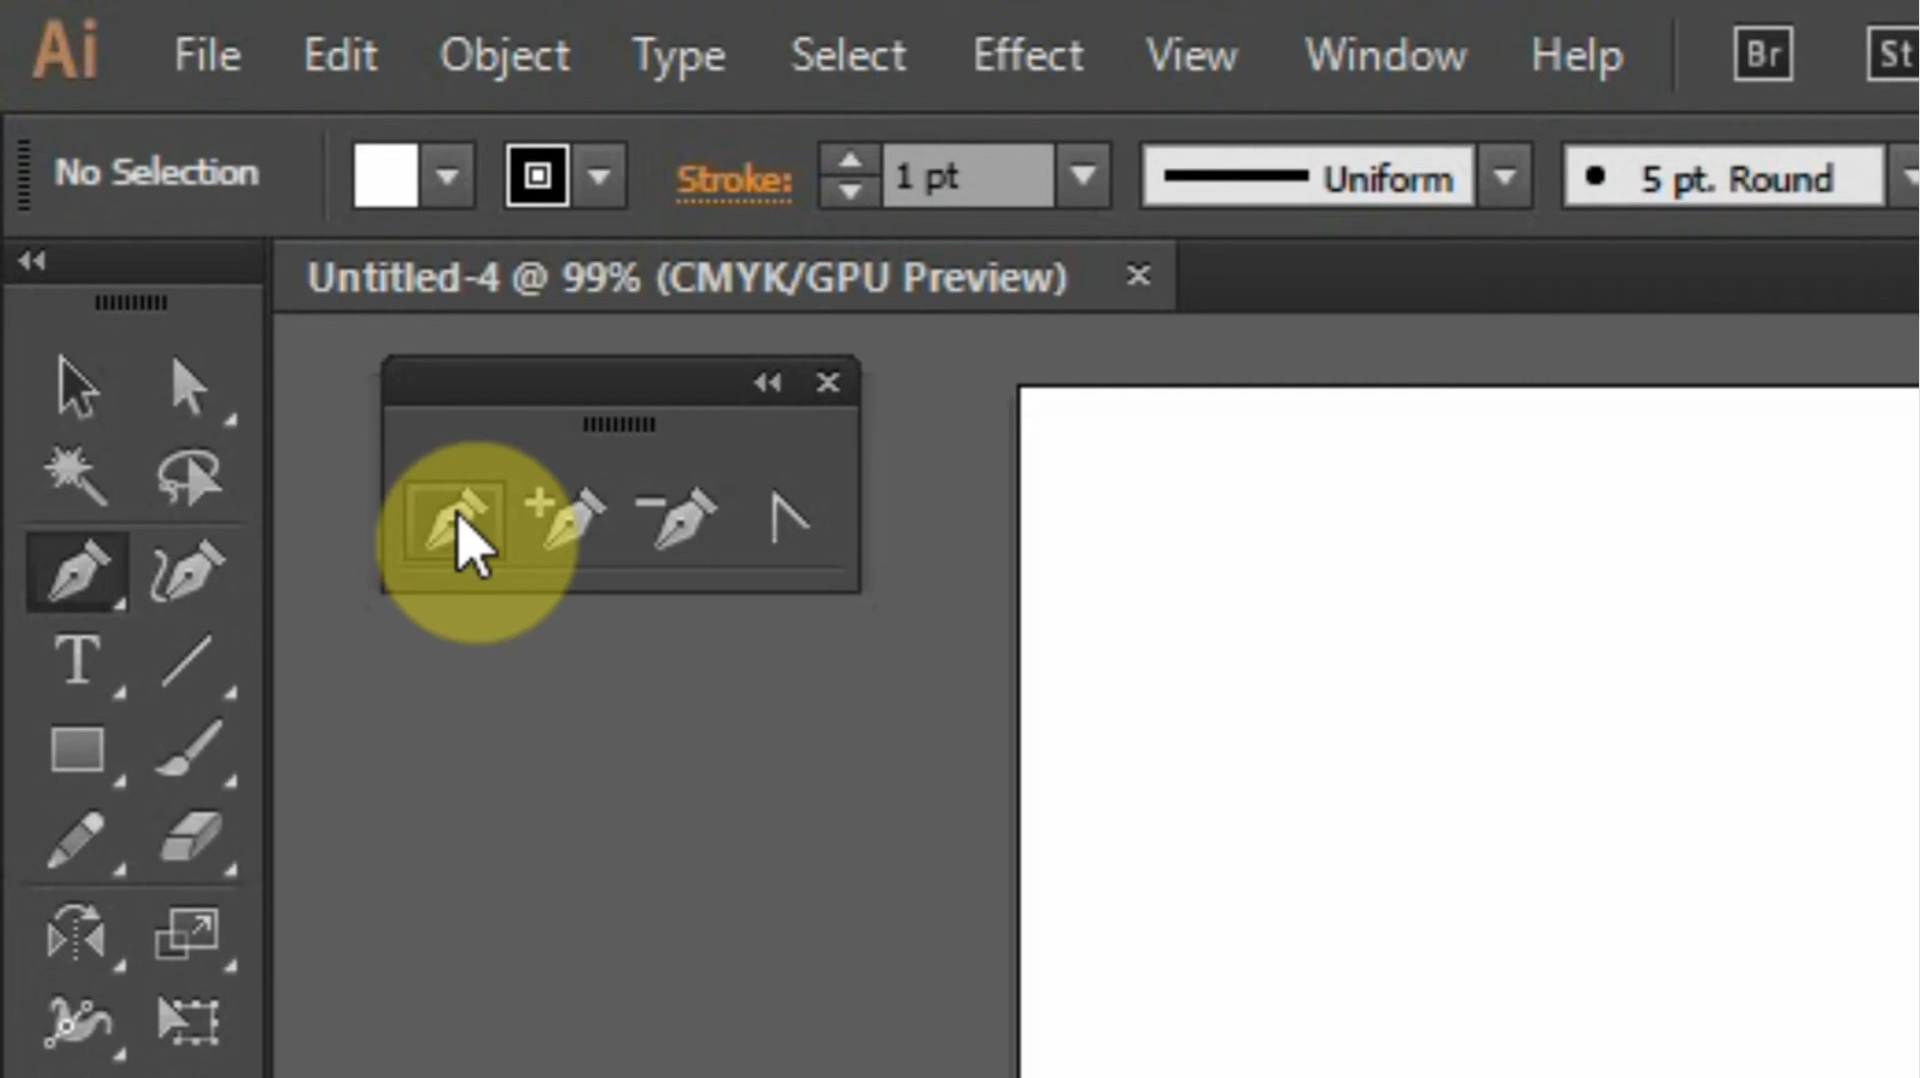 Ai File Edit Object Type Select Effect View Window Help Br St
No Selection Stroke: 1 pt Uniform 5 pt. Round
Untitled-4 @ 99% (CMYK/GPU Preview)
T